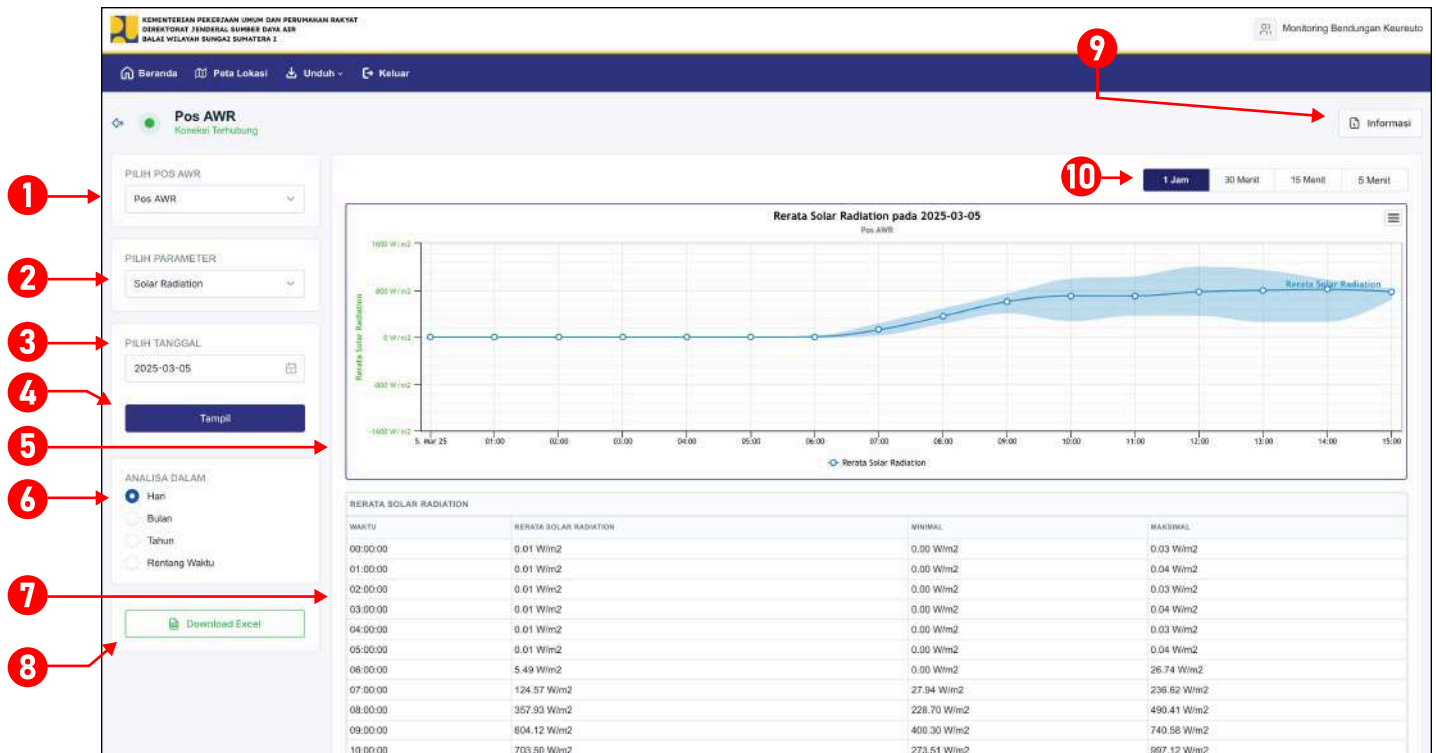 KEMENTERIAN PEKERJAAN UMUM DAN PERUMAHAN RAKYAT
DIREKTORAT JENDERAL SUMBER DAYA AIR
BALAI WILAYAH SUNGAI SUMATERA I
Monitoring Bendungan Keureuto
9
Beranda Peta Lokasi Unduh Keluar
Pos AWR
Koneksi Terhubung
Informasi
PILIH POS AWR
1
Pos AWR
10
1 Jam 30 Menit 15 Menit 5 Menit
Rerata Solar Radiation pada 2025-03-05
Pos AWR
PILIH PARAMETER
2
Solar Radiation
3
PILIH TANGGAL
2025-03-05
4
Tampil
5
1600 W/m2
800 W/m2
0 W/m2
-800 W/m2
-1600 W/m2
Rerata Solar Radiation
Rerata Solar Radiation
5. Mar 25 01:00 02:00 03:00 04:00 05:00 06:00 07:00 08:00 09:00 10:00 11:00 12:00 13:00 14:00 15:00
Rerata Solar Radiation
ANALISA DALAM
6
Hari
Bulan
Tahun
Rentang Waktu
7
Download Excel
8
RERATA SOLAR RADIATION
WAKTU RERATA SOLAR RADIATION MINIMAL MAKSIMAL
00:00:00 0.01 W/m2 0.00 W/m2 0.03 W/m2
01:00:00 0.01 W/m2 0.00 W/m2 0.04 W/m2
02:00:00 0.01 W/m2 0.00 W/m2 0.03 W/m2
03:00:00 0.01 W/m2 0.00 W/m2 0.04 W/m2
04:00:00 0.01 W/m2 0.00 W/m2 0.03 W/m2
05:00:00 0.01 W/m2 0.00 W/m2 0.04 W/m2
06:00:00 5.49 W/m2 0.00 W/m2 26.74 W/m2
07:00:00 124.57 W/m2 27.94 W/m2 236.62 W/m2
08:00:00 357.93 W/m2 228.70 W/m2 490.41 W/m2
09:00:00 604.12 W/m2 400.30 W/m2 740.58 W/m2
10:00:00 703.50 W/m2 273.51 W/m2 997.12 W/m2